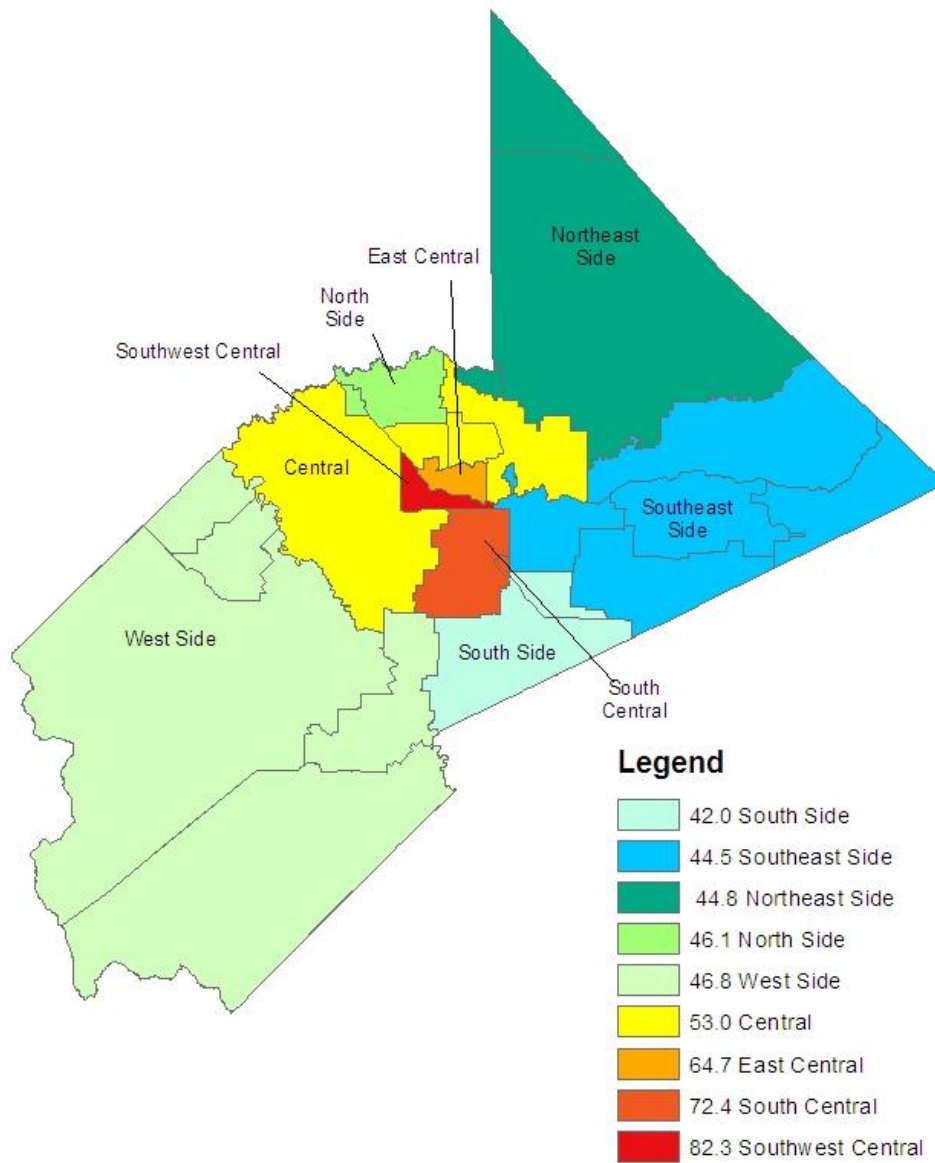 Northeast
Side
East Central
North
Side
Southwest Central
Central
Southeast
Side
West Side
South Side
South
Central
Legend
42.0 South Side
44.5 Southeast Side
44.8 Northeast Side
46.1 North Side
46.8 West Side
53.0 Central
64.7 East Central
72.4 South Central
82.3 Southwest Central